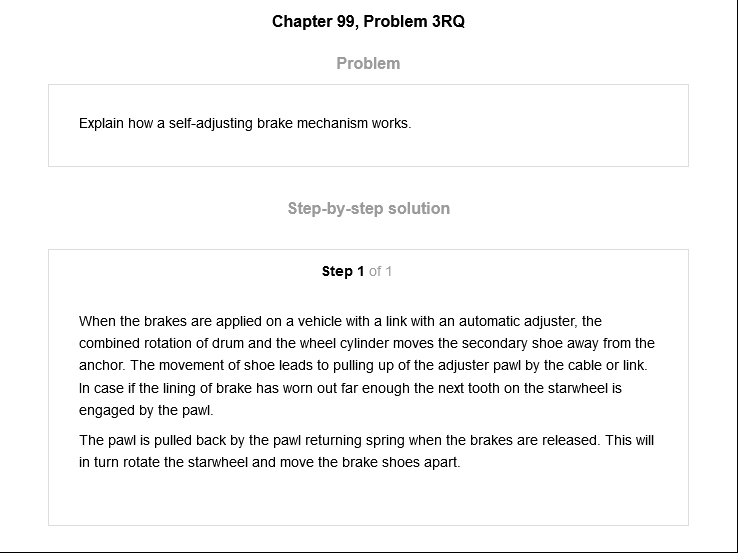 Chapter 99, Problem 3RQ
Problem
Explain how a self-adjusting brake mechanism works.
Step-by-step solution
Step 1 of 1
When the brakes are applied on a vehicle with a link with an automatic adjuster, the
combined rotation of drum and the wheel cylinder moves the secondary shoe away from the
anchor. The movement of shoe leads to pulling up of the adjuster pawl by the cable or link.
In case if the lining of brake has worn out far enough the next tooth on the starwheel is
engaged by the pawl.
The pawl is pulled back by the pawl returning spring when the brakes are released. This will
in turn rotate the starwheel and move the brake shoes apart.